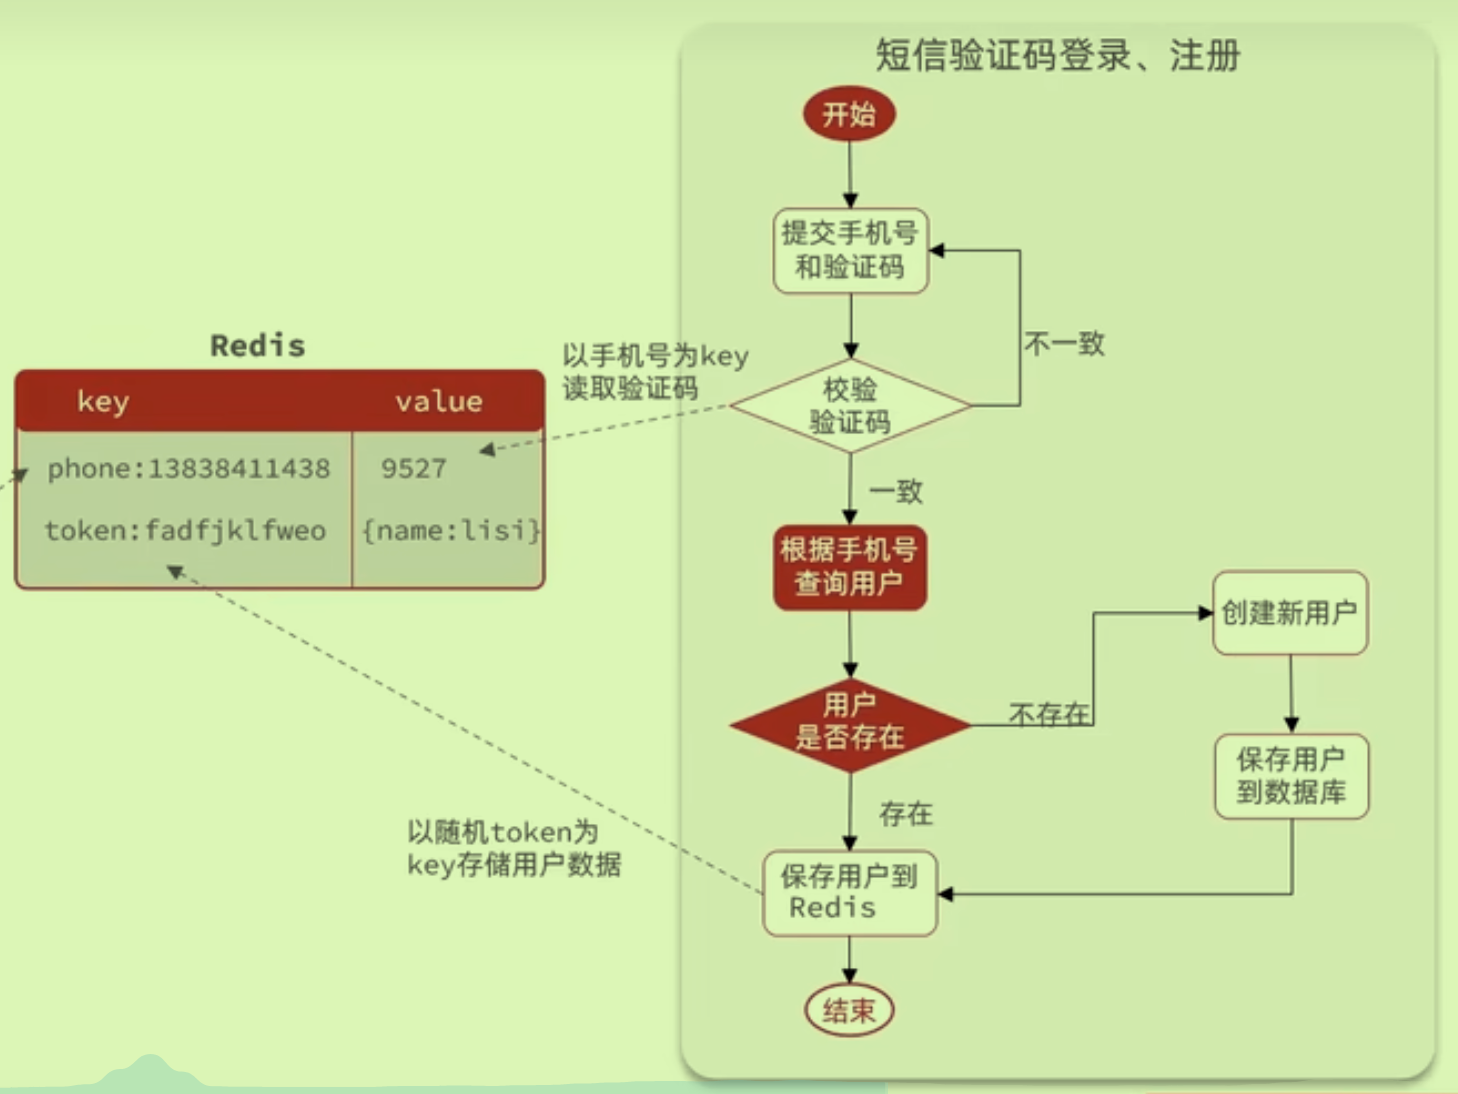 短信验证码登录、注册
开始
提交手机号
和验证码
不一致
Redis
key value
phone:13838411438 9527
token:fadfjklfweo {name:lisi}
以手机号为key
读取验证码
校验
验证码
一致
根据手机号
查询用户
用户
是否存在
不存在
创建新用户
保存用户
到数据库
存在
以随机token为
key存储用户数据
保存用户到
Redis
结束